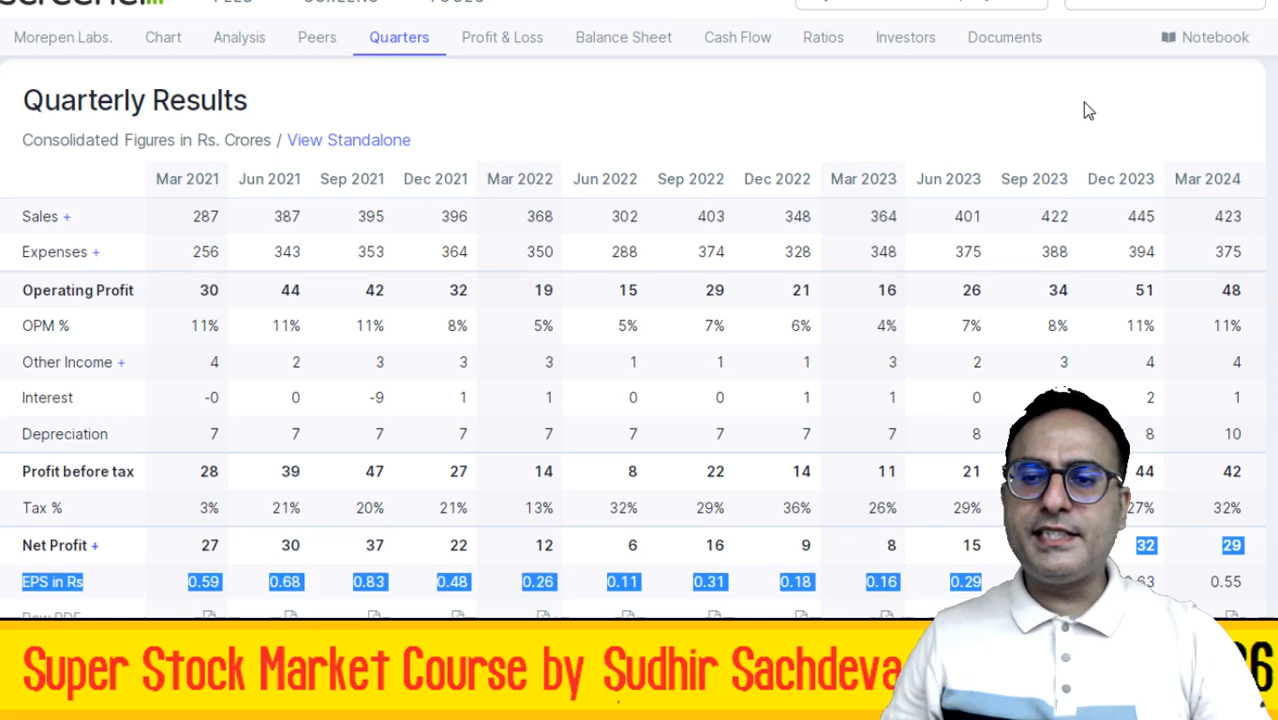 Morepen Labs. Chart Analysis Peers Quarters Profit & Loss Balance Sheet Cash Flow Ratios Investors Documents Notebook
Quarterly Results
Consolidated Figures in Rs. Crores / View Standalone
Mar 2021 Jun 2021 Sep 2021 Dec 2021 Mar 2022 Jun 2022 Sep 2022 Dec 2022 Mar 2023 Jun 2023 Sep 2023 Dec 2023 Mar 2024
Sales + 287 387 395 396 368 302 403 348 364 401 422 445 423
Expenses + 256 343 353 364 350 288 374 328 348 375 388 394 375
Operating Profit 30 44 42 32 19 15 29 21 16 26 34 51 48
OPM % 11% 11% 11% 8% 5% 5% 7% 6% 4% 7% 8% 11% 11%
Other Income + 4 2 3 3 3 1 1 1 3 2 3 4 4
Interest -0 0 -9 1 1 0 0 1 1 0 2 1
Depreciation 7 7 7 7 7 7 7 7 7 8 8 10
Profit before tax 28 39 47 27 14 8 22 14 11 21 44 42
Tax % 3% 21% 20% 21% 13% 32% 29% 36% 26% 29% 27% 32%
Net Profit + 27 30 37 22 12 6 16 9 8 15 32 29
EPS in Rs 0.59 0.68 0.83 0.48 0.26 0.11 0.31 0.18 0.16 0.29 0.55
Super Stock Market Course by Sudhir Sachdeva